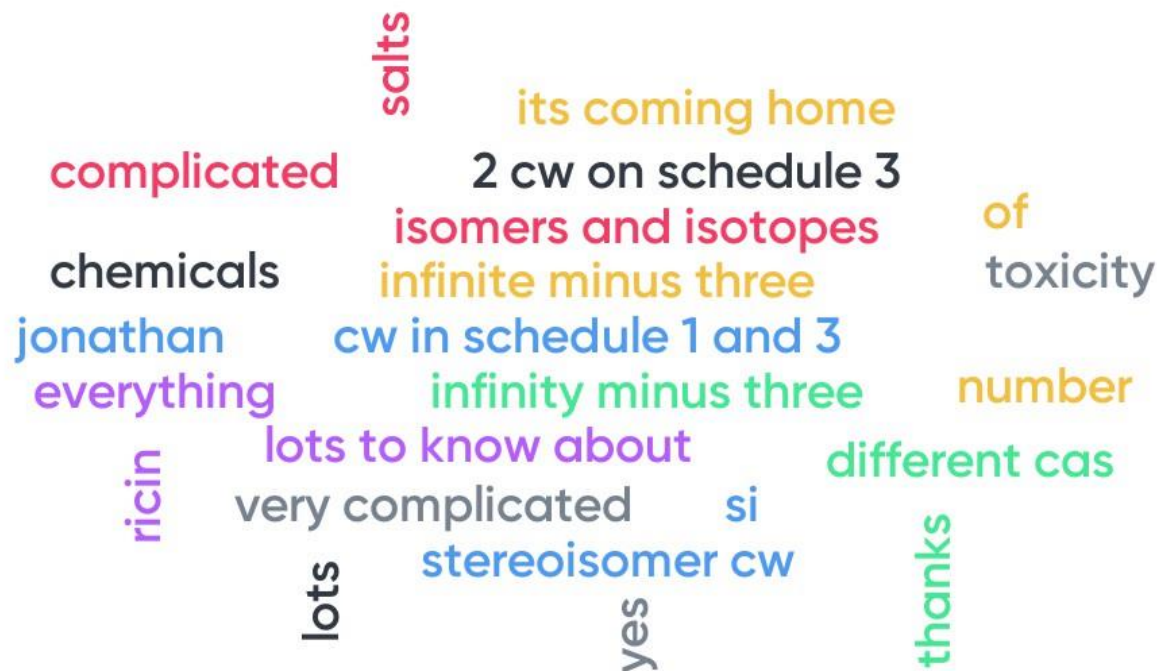 salts
its coming home
complicated
2 cw on schedule 3
of
isomers and isotopes
chemicals
infinite minus three
toxicity
jonathan
cw in schedule 1 and 3
everything
infinity minus three
number
lots to know about
different cas
ricin
very complicated
si
stereoisomer cw
thanks
lots
yes